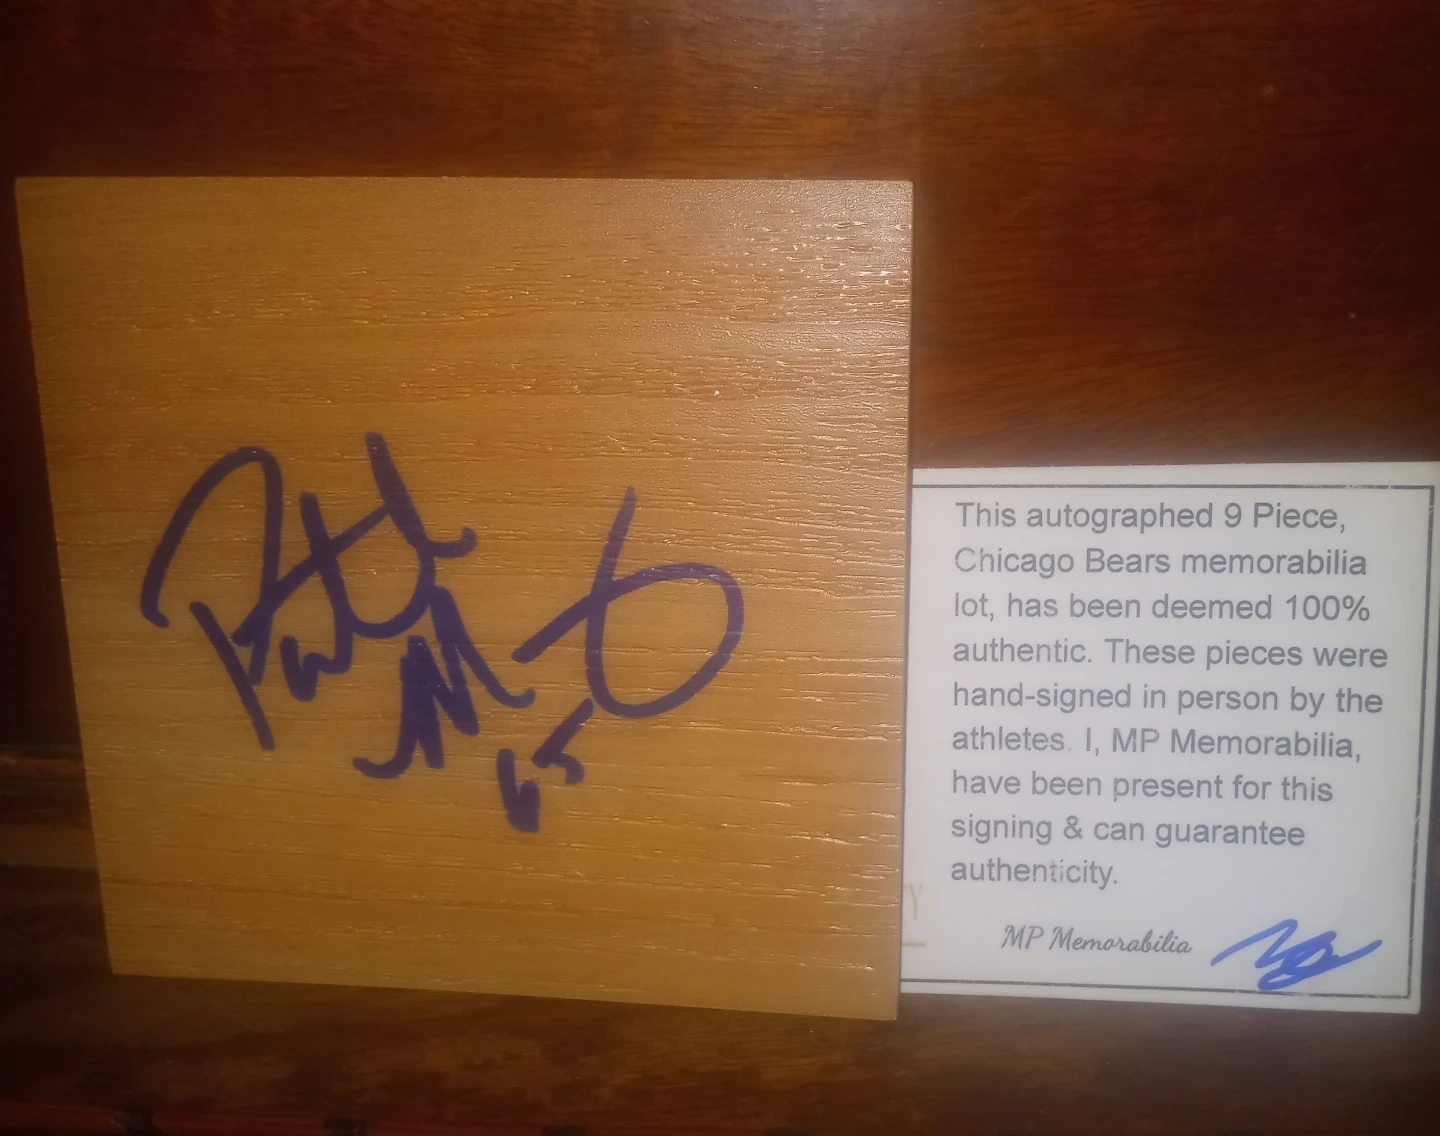 65
This autographed 9 Piece,
Chicago Bears memorabilia
lot, has been deemed 100%
authentic. These pieces were
hand-signed in person by the
athletes. I, MP Memorabilia,
have been present for this
signing & can guarantee
authenticity.
MP Memorabilia